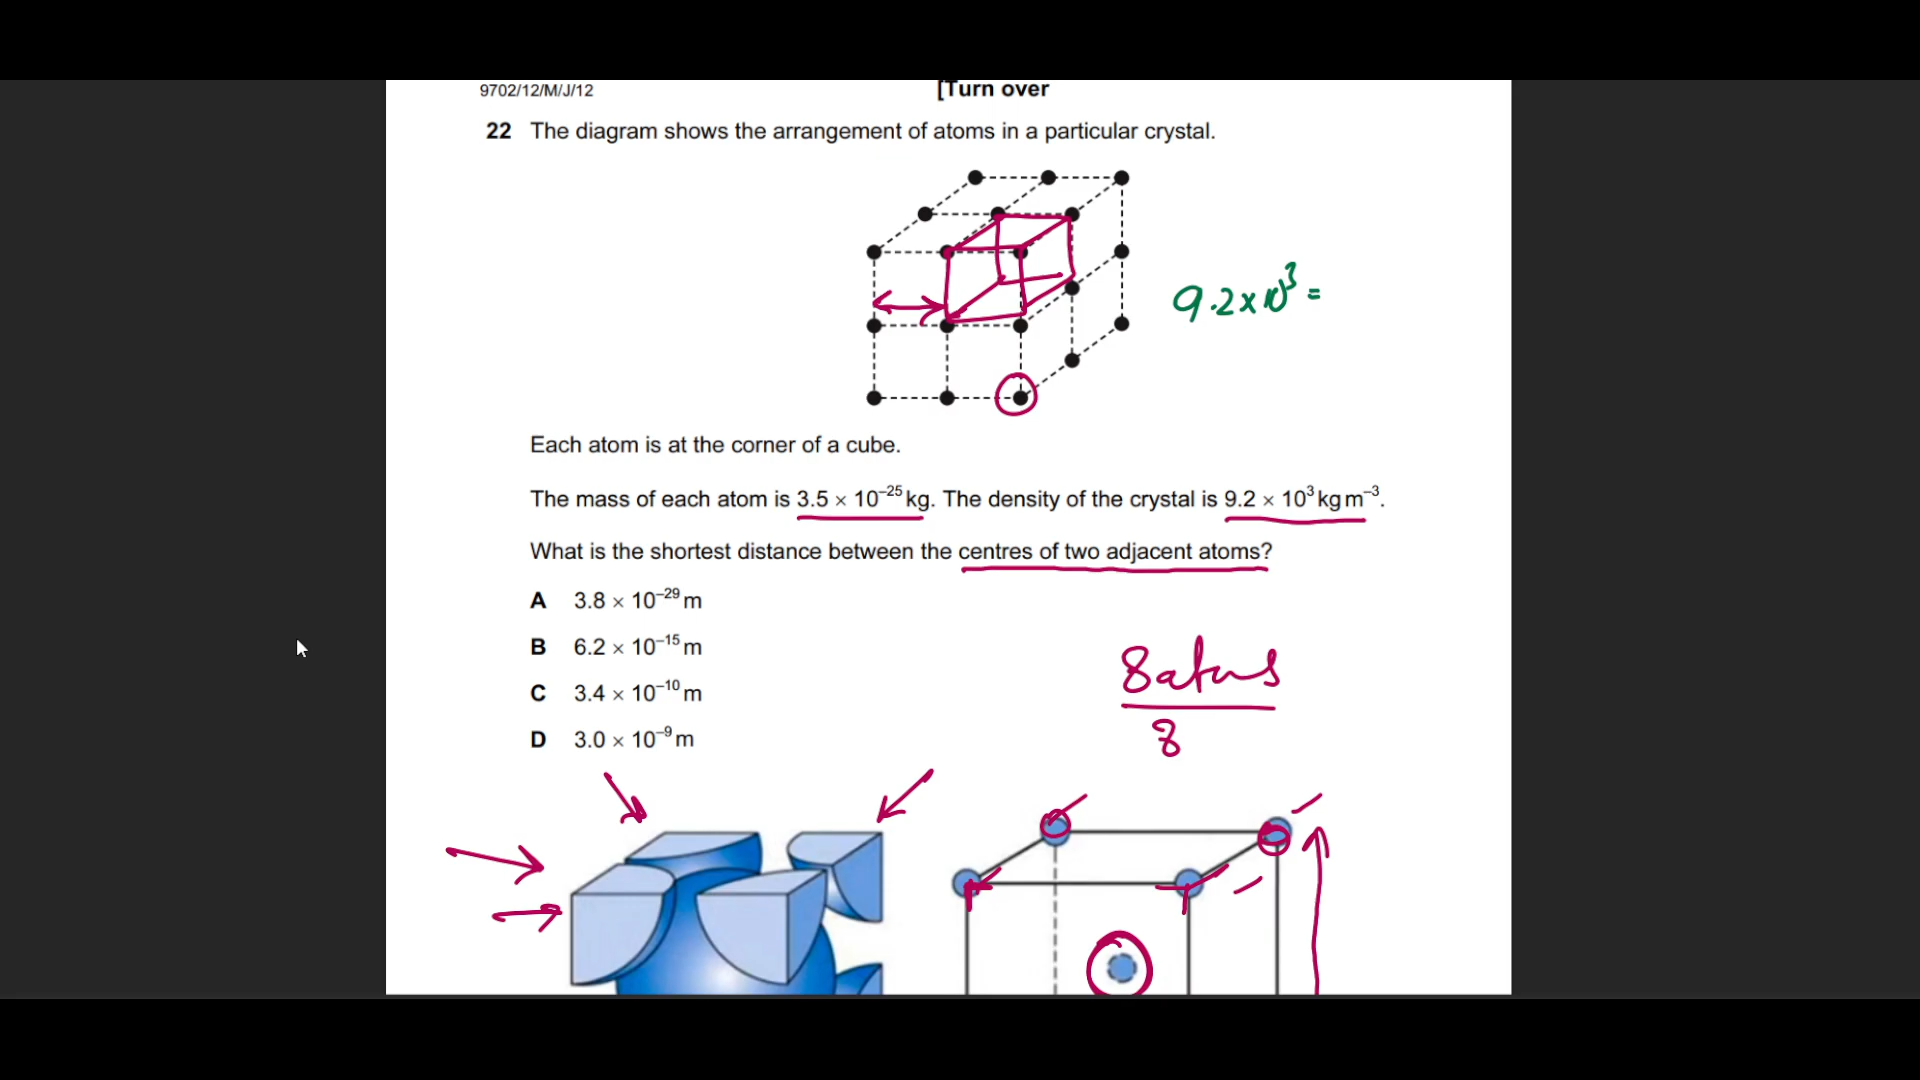 9702/12/M/J/12 [Turn over
22 The diagram shows the arrangement of atoms in a particular crystal.
9.2 x 10³ =
Each atom is at the corner of a cube.
The mass of each atom is 3.5 × 10⁻²⁵ kg. The density of the crystal is 9.2 × 10³ kg m⁻³.
What is the shortest distance between the centres of two adjacent atoms?
A 3.8 × 10⁻²⁹ m
B 6.2 × 10⁻¹⁵ m
C 3.4 × 10⁻¹⁰ m
D 3.0 × 10⁻⁹ m
8 atoms
8